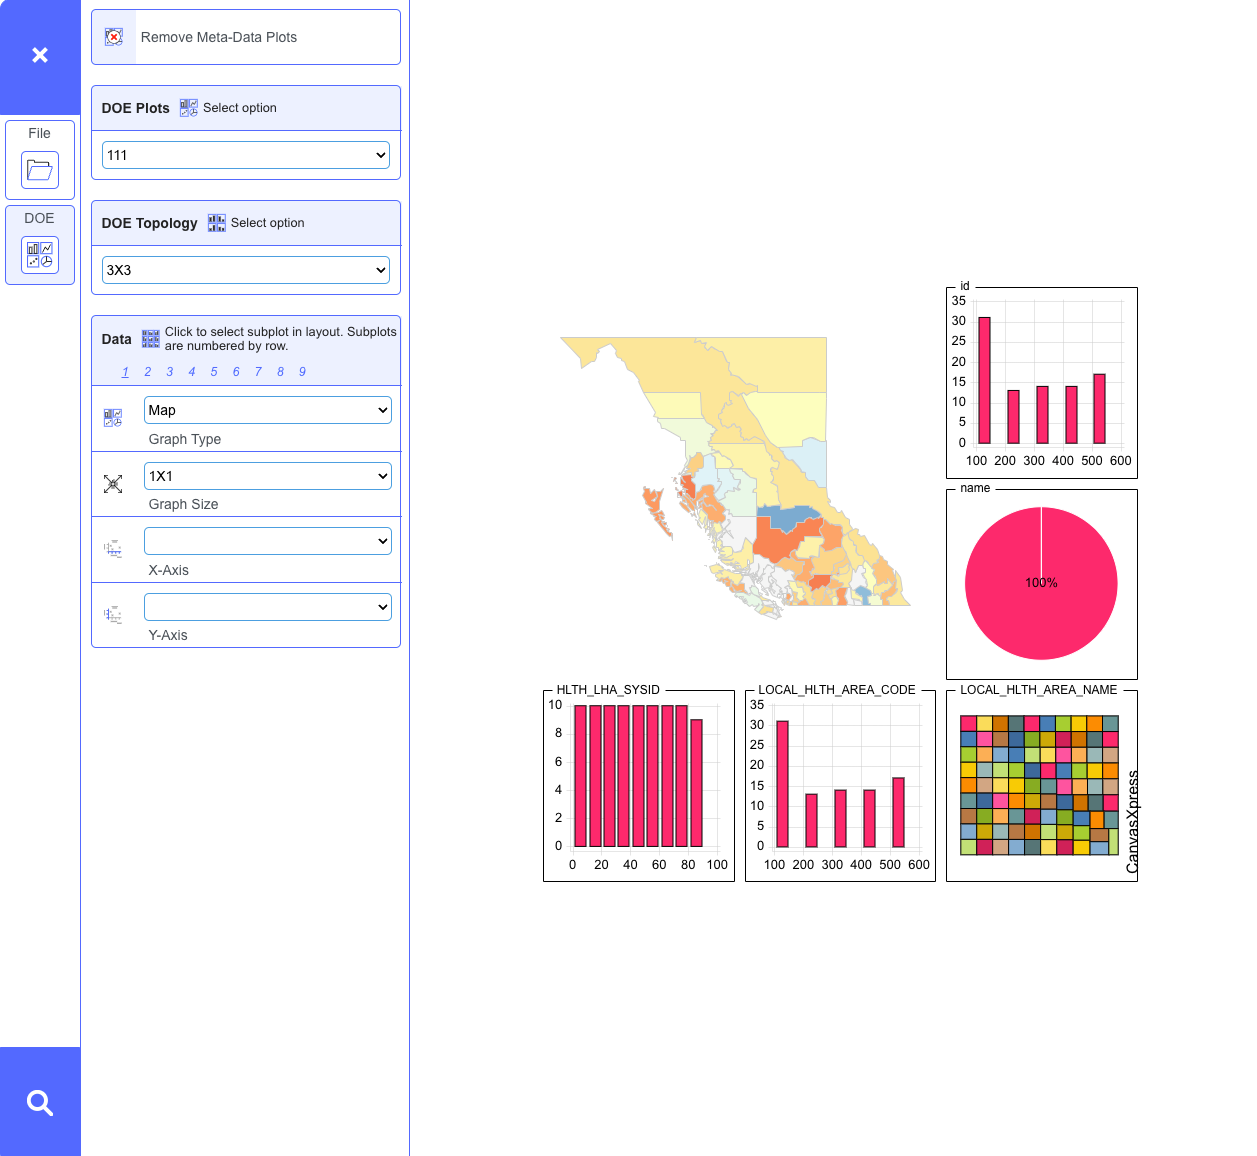 Remove Meta-Data Plots
File
DOE
DOE Plots Select option
111
DOE Topology Select option
3X3
Data Click to select subplot in layout. Subplots
are numbered by row.
1 2 3 4 5 6 7 8 9
Map
Graph Type
1X1
Graph Size
X-Axis
Y-Axis
id
35
30
25
20
15
10
5
0
100 200 300 400 500 600
name
100%
HLTH_LHA_SYSID
10
8
6
4
2
0
0 20 40 60 80 100
LOCAL_HLTH_AREA_CODE
35
30
25
20
15
10
5
0
100 200 300 400 500 600
LOCAL_HLTH_AREA_NAME
CanvasXpress